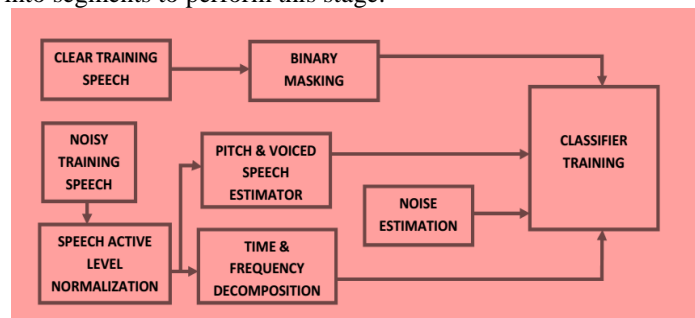 into segments to perform this stage.
CLEAR TRAINING
SPEECH
BINARY
MASKING
NOISY
TRAINING
SPEECH
PITCH & VOICED
SPEECH
ESTIMATOR
CLASSIFIER
TRAINING
NOISE
ESTIMATION
SPEECH ACTIVE
LEVEL
NORMALIZATION
TIME &
FREQUENCY
DECOMPOSITION